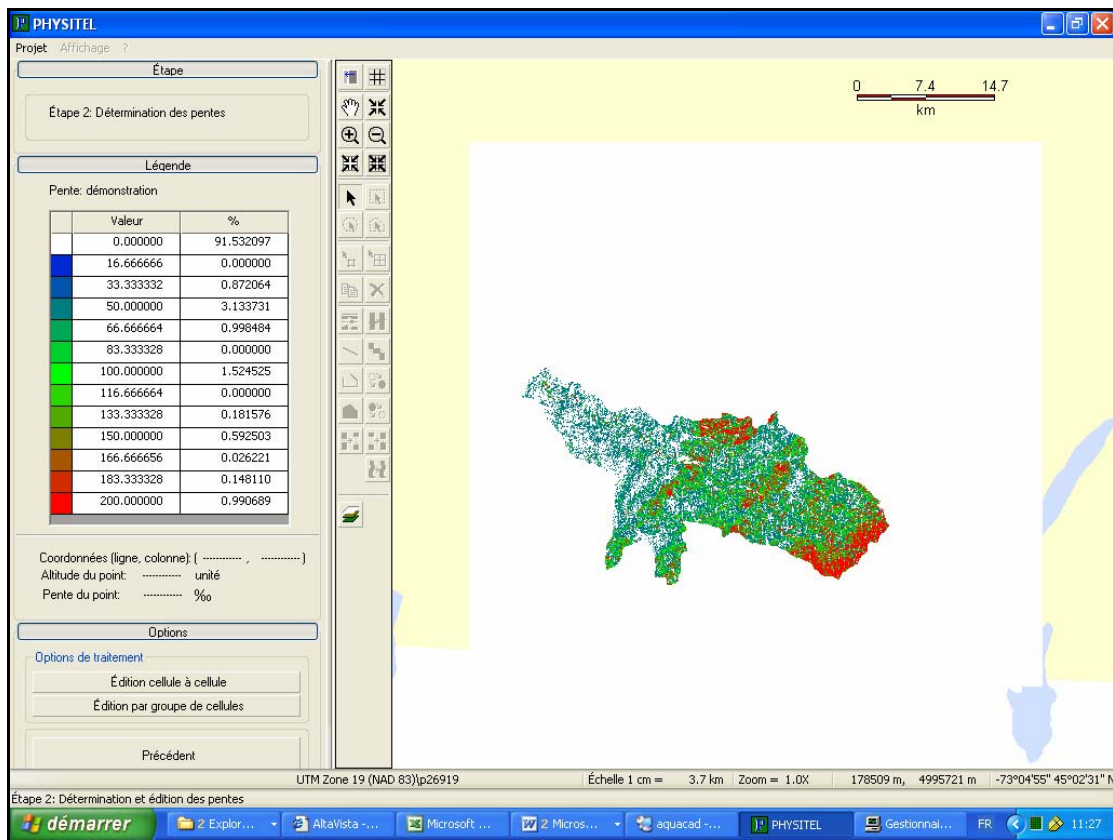 PHYSITEL
Projet Affichage ?
Étape
Étape 2: Détermination des pentes
Légende
Pente: démonstration
Valeur %
0.000000 91.532097
16.666666 0.000000
33.333332 0.872064
50.000000 3.133731
66.666664 0.998484
83.333328 0.000000
100.000000 1.524525
116.666664 0.000000
133.333328 0.181576
150.000000 0.592503
166.666656 0.026221
183.333328 0.148110
200.000000 0.990689
Coordonnées (ligne, colonne): ( ------------ , ------------ )
Altitude du point: ------------ unité
Pente du point: ------------ ‰
Options
Options de traitement
Édition cellule à cellule
Édition par groupe de cellules
Précédent
0 7.4 14.7
km
UTM Zone 19 (NAD 83)\p26919 Échelle 1 cm = 3.7 km Zoom = 1.0X 178509 m, 4995721 m -73°04'55" 45°02'31" N
Étape 2: Détermination et édition des pentes
démarrer 2 Explor... AltaVista -... Microsoft ... 2 Micros... aquacad -... PHYSITEL Gestionnai... FR 11:27